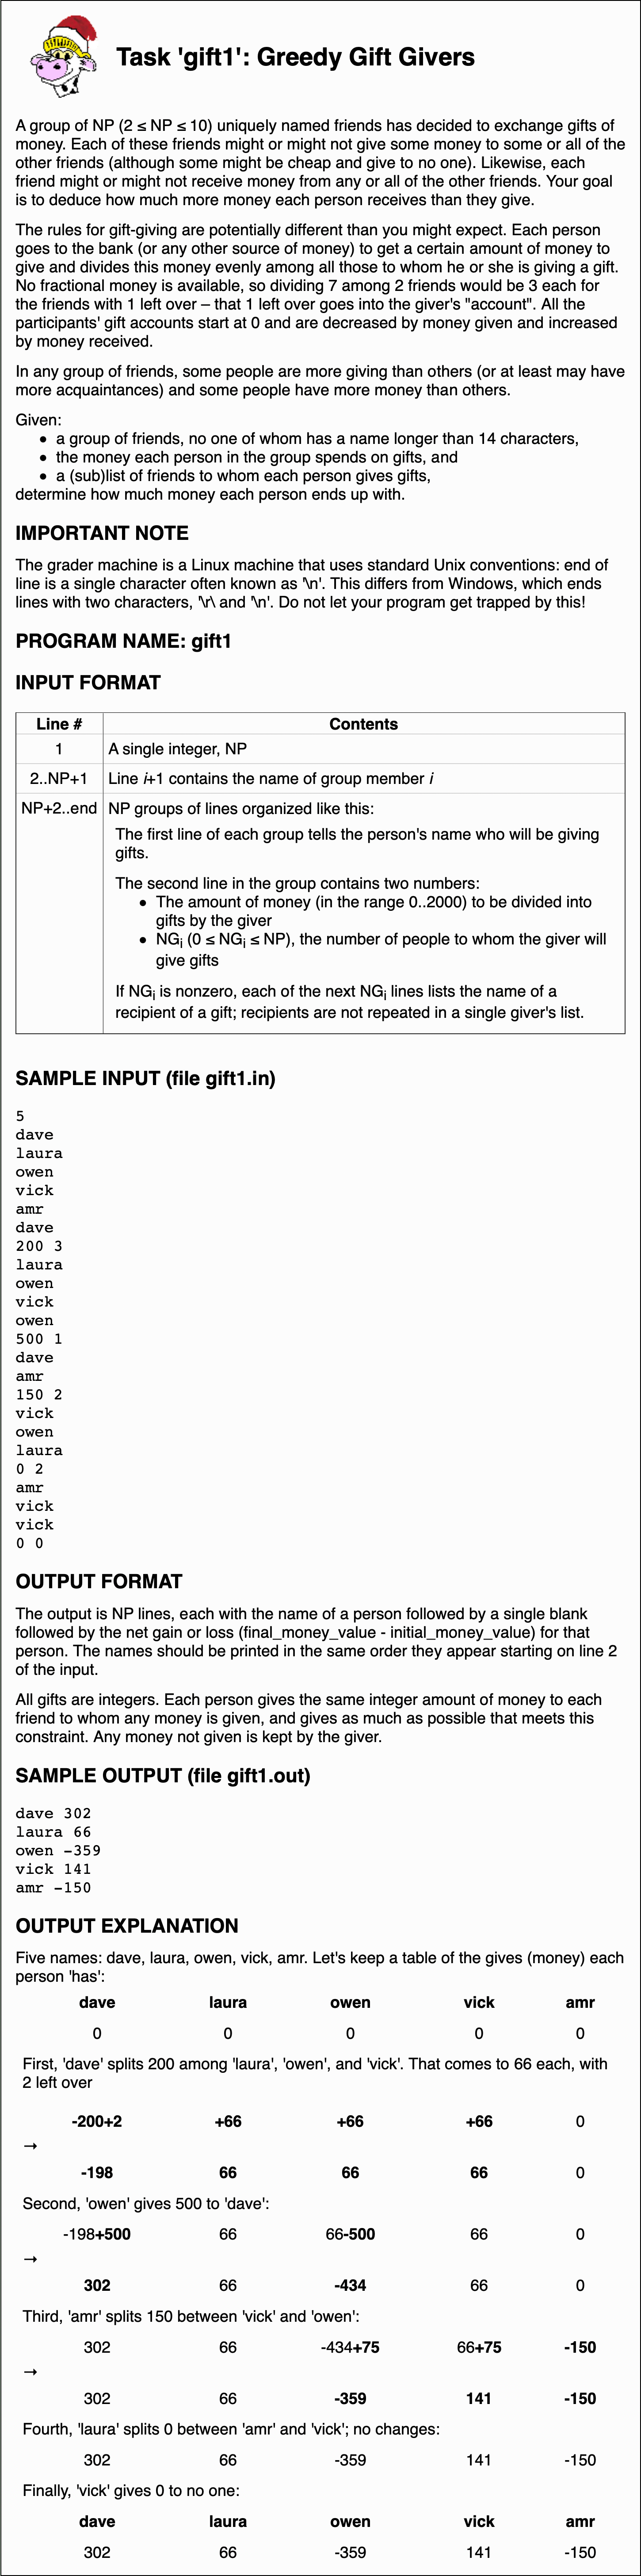 Task 'gift1': Greedy Gift Givers
A group of NP (2 ≤ NP ≤ 10) uniquely named friends has decided to exchange gifts of
money. Each of these friends might or might not give some money to some or all of the
other friends (although some might be cheap and give to no one). Likewise, each
friend might or might not receive money from any or all of the other friends. Your goal
is to deduce how much more money each person receives than they give.
The rules for gift-giving are potentially different than you might expect. Each person
goes to the bank (or any other source of money) to get a certain amount of money to
give and divides this money evenly among all those to whom he or she is giving a gift.
No fractional money is available, so dividing 7 among 2 friends would be 3 each for
the friends with 1 left over – that 1 left over goes into the giver's "account". All the
participants' gift accounts start at 0 and are decreased by money given and increased
by money received.
In any group of friends, some people are more giving than others (or at least may have
more acquaintances) and some people have more money than others.
Given:
• a group of friends, no one of whom has a name longer than 14 characters,
• the money each person in the group spends on gifts, and
• a (sub)list of friends to whom each person gives gifts,
determine how much money each person ends up with.
IMPORTANT NOTE
The grader machine is a Linux machine that uses standard Unix conventions: end of
line is a single character often known as '\n'. This differs from Windows, which ends
lines with two characters, '\r\ and '\n'. Do not let your program get trapped by this!
PROGRAM NAME: gift1
INPUT FORMAT
Line # Contents
1 A single integer, NP
2..NP+1 Line i+1 contains the name of group member i
NP+2..end NP groups of lines organized like this:
The first line of each group tells the person's name who will be giving
gifts.
The second line in the group contains two numbers:
• The amount of money (in the range 0..2000) to be divided into
gifts by the giver
• NGi (0 ≤ NGi ≤ NP), the number of people to whom the giver will
give gifts
If NGi is nonzero, each of the next NGi lines lists the name of a
recipient of a gift; recipients are not repeated in a single giver's list.
SAMPLE INPUT (file gift1.in)
5
dave
laura
owen
vick
amr
dave
200 3
laura
owen
vick
owen
500 1
dave
amr
150 2
vick
owen
laura
0 2
amr
vick
vick
0 0
OUTPUT FORMAT
The output is NP lines, each with the name of a person followed by a single blank
followed by the net gain or loss (final_money_value - initial_money_value) for that
person. The names should be printed in the same order they appear starting on line 2
of the input.
All gifts are integers. Each person gives the same integer amount of money to each
friend to whom any money is given, and gives as much as possible that meets this
constraint. Any money not given is kept by the giver.
SAMPLE OUTPUT (file gift1.out)
dave 302
laura 66
owen -359
vick 141
amr -150
OUTPUT EXPLANATION
Five names: dave, laura, owen, vick, amr. Let's keep a table of the gives (money) each
person 'has':
dave laura owen vick amr
0 0 0 0 0
First, 'dave' splits 200 among 'laura', 'owen', and 'vick'. That comes to 66 each, with
2 left over
-200+2 +66 +66 +66 0
→
-198 66 66 66 0
Second, 'owen' gives 500 to 'dave':
-198+500 66 66-500 66 0
→
302 66 -434 66 0
Third, 'amr' splits 150 between 'vick' and 'owen':
302 66 -434+75 66+75 -150
→
302 66 -359 141 -150
Fourth, 'laura' splits 0 between 'amr' and 'vick'; no changes:
302 66 -359 141 -150
Finally, 'vick' gives 0 to no one:
dave laura owen vick amr
302 66 -359 141 -150